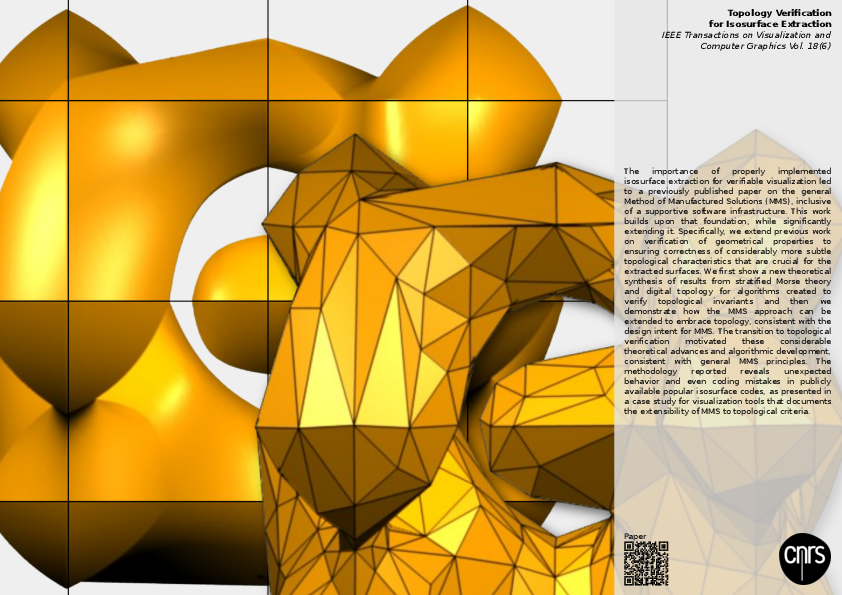 Topology Verification
for Isosurface Extraction
IEEE Transactions on Visualization and
Computer Graphics Vol. 18(6)
The importance of properly implemented
isosurface extraction for verifiable visualization led
to a previously published paper on the general
Method of Manufactured Solutions (MMS), inclusive
of a supportive software infrastructure. This work
builds upon that foundation, while significantly
extending it. Specifically, we extend previous work
on verification of geometrical properties to
ensuring correctness of considerably more subtle
topological characteristics that are crucial for the
extracted surfaces. We first show a new theoretical
synthesis of results from stratified Morse theory
and digital topology for algorithms created to
verify topological invariants and then we
demonstrate how the MMS approach can be
extended to embrace topology, consistent with the
design intent for MMS. The transition to topological
verification motivated these considerable
theoretical advances and algorithmic development,
consistent with general MMS principles. The
methodology reported reveals unexpected
behavior and even coding mistakes in publicly
available popular isosurface codes, as presented in
a case study for visualization tools that documents
the extensibility of MMS to topological criteria.
Paper
cnrs